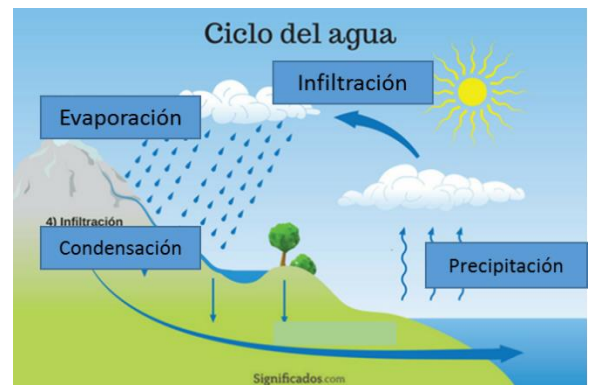 Ciclo del agua
Infiltración
Evaporación
4) Infiltración
Condensación
Precipitación
Significados.com